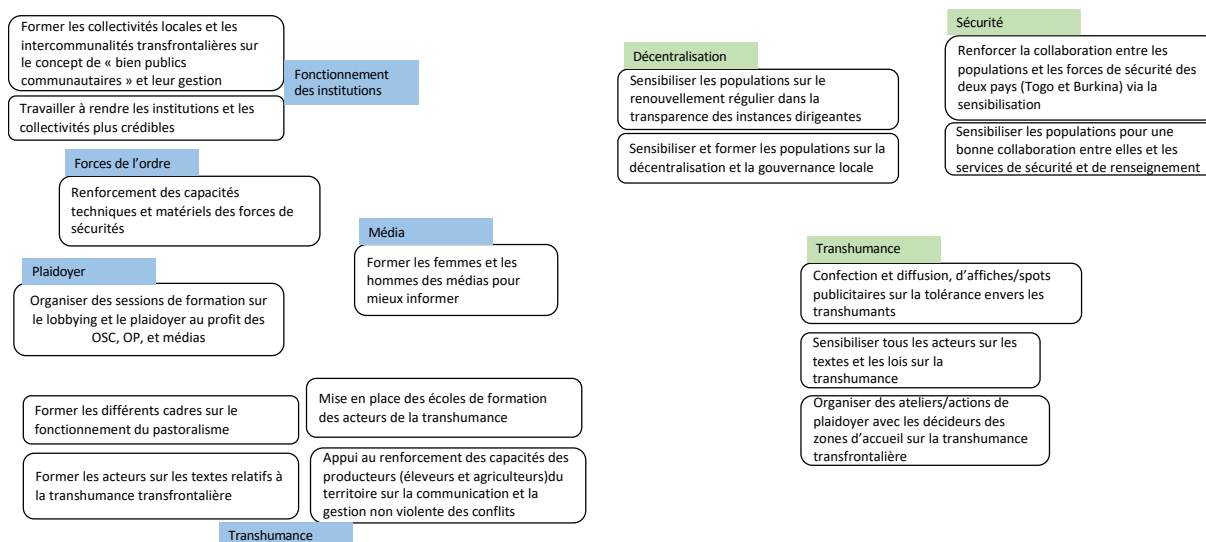 Former les collectivités locales et les
intercommunalités transfrontalières sur
le concept de « bien publics
communautaires » et leur gestion
Fonctionnement
des institutions
Travailler à rendre les institutions et les
collectivités plus crédibles
Forces de l'ordre
Renforcement des capacités
techniques et matériels des forces de
sécurités
Média
Former les femmes et les
hommes des médias pour
mieux informer
Plaidoyer
Organiser des sessions de formation sur
le lobbying et le plaidoyer au profit des
OSC, OP, et médias
Former les différents cadres sur le
fonctionnement du pastoralisme
Mise en place des écoles de formation
des acteurs de la transhumance
Former les acteurs sur les textes relatifs à
la transhumance transfrontalière
Appui au renforcement des capacités des
producteurs (éleveurs et agriculteurs)du
territoire sur la communication et la
gestion non violente des conflits
Transhumance
Décentralisation
Sensibiliser les populations sur le
renouvellement régulier dans la
transparence des instances dirigeantes
Sensibiliser et former les populations sur la
décentralisation et la gouvernance locale
Sécurité
Renforcer la collaboration entre les
populations et les forces de sécurité des
deux pays (Togo et Burkina) via la
sensibilisation
Sensibiliser les populations pour une
bonne collaboration entre elles et les
services de sécurité et de renseignement
Transhumance
Confection et diffusion, d'affiches/spots
publicitaires sur la tolérance envers les
transhumants
Sensibiliser tous les acteurs sur les
textes et les lois sur la
transhumance
Organiser des ateliers/actions de
plaidoyer avec les décideurs des
zones d'accueil sur la transhumance
transfrontalière